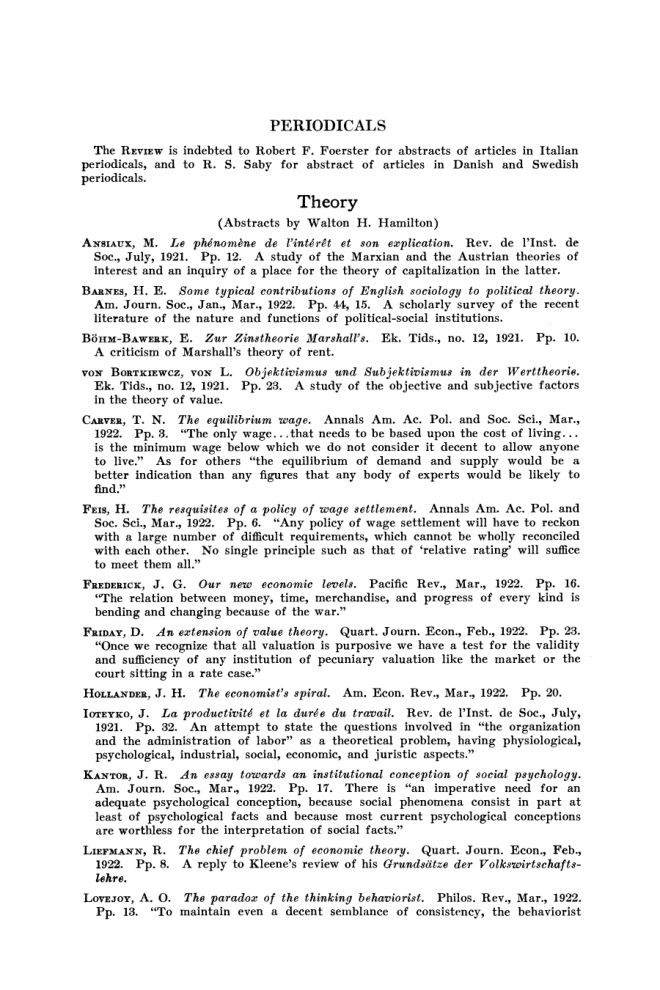 PERIODICALS
The REVIEW is indebted to Robert F. Foerster for abstracts of articles in Italian
periodicals, and to R. S. Saby for abstract of articles in Danish and Swedish
periodicals.
Theory
(Abstracts by Walton H. Hamilton)
ANSIAUX, M. Le phénomène de l'intérêt et son explication. Rev. de l'Inst. de
Soc., July, 1921. Pp. 12. A study of the Marxian and the Austrian theories of
interest and an inquiry of a place for the theory of capitalization in the latter.
BARNES, H. E. Some typical contributions of English sociology to political theory.
Am. Journ. Soc., Jan., Mar., 1922. Pp. 44, 15. A scholarly survey of the recent
literature of the nature and functions of political-social institutions.
BÖHM-BAWERK, E. Zur Zinstheorie Marshall's. Ek. Tids., no. 12, 1921. Pp. 10.
A criticism of Marshall's theory of rent.
VON BORTKIEWCZ, VON L. Objektivismus und Subjektivismus in der Werttheorie.
Ek. Tids., no. 12, 1921. Pp. 23. A study of the objective and subjective factors
in the theory of value.
CARVER, T. N. The equilibrium wage. Annals Am. Ac. Pol. and Soc. Sci., Mar.,
1922. Pp. 3. “The only wage...that needs to be based upon the cost of living...
is the minimum wage below which we do not consider it decent to allow anyone
to live.” As for others “the equilibrium of demand and supply would be a
better indication than any figures that any body of experts would be likely to
find.”
FEIS, H. The resquisites of a policy of wage settlement. Annals Am. Ac. Pol. and
Soc. Sci., Mar., 1922. Pp. 6. “Any policy of wage settlement will have to reckon
with a large number of difficult requirements, which cannot be wholly reconciled
with each other. No single principle such as that of ‘relative rating’ will suffice
to meet them all.”
FREDERICK, J. G. Our new economic levels. Pacific Rev., Mar., 1922. Pp. 16.
“The relation between money, time, merchandise, and progress of every kind is
bending and changing because of the war.”
FRIDAY, D. An extension of value theory. Quart. Journ. Econ., Feb., 1922. Pp. 23.
“Once we recognize that all valuation is purposive we have a test for the validity
and sufficiency of any institution of pecuniary valuation like the market or the
court sitting in a rate case.”
HOLLANDER, J. H. The economist's spiral. Am. Econ. Rev., Mar., 1922. Pp. 20.
IOTEYKO, J. La productivité et la durée du travail. Rev. de l'Inst. de Soc., July,
1921. Pp. 32. An attempt to state the questions involved in “the organization
and the administration of labor” as a theoretical problem, having physiological,
psychological, industrial, social, economic, and juristic aspects.”
KANTOR, J. R. An essay towards an institutional conception of social psychology.
Am. Journ. Soc., Mar., 1922. Pp. 17. There is “an imperative need for an
adequate psychological conception, because social phenomena consist in part at
least of psychological facts and because most current psychological conceptions
are worthless for the interpretation of social facts.”
LIEFMANN, R. The chief problem of economic theory. Quart. Journ. Econ., Feb.,
1922. Pp. 8. A reply to Kleene's review of his Grundsätze der Volkswirtschafts-
lehre.
LOVEJOY, A. O. The paradox of the thinking behaviorist. Philos. Rev., Mar., 1922.
Pp. 13. “To maintain even a decent semblance of consistency, the behaviorist